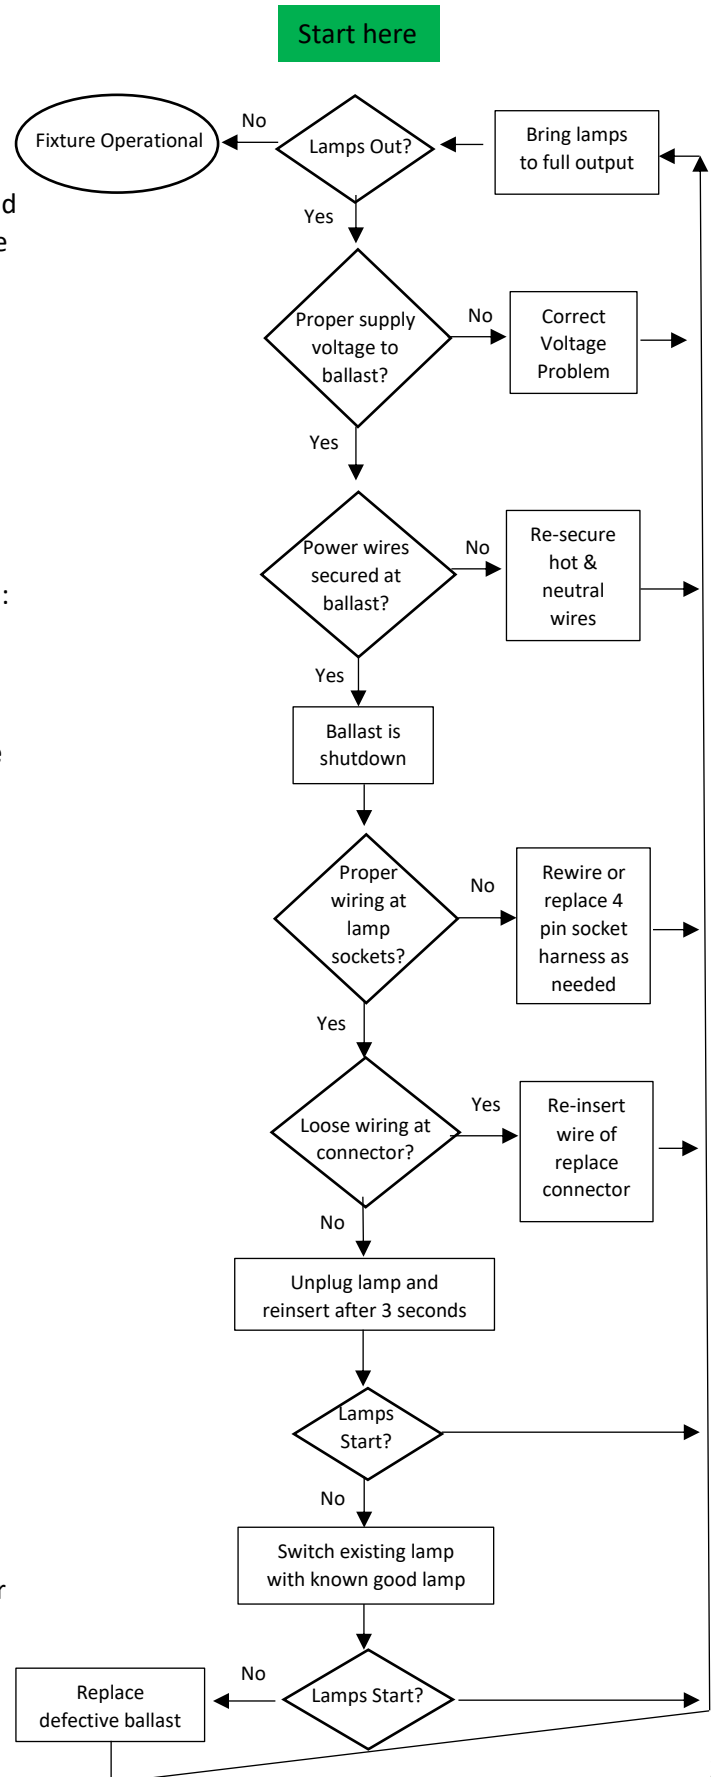 Start here
No
Fixture Operational
Lamps Out?
Bring lamps
to full output
d
Yes
e
Proper supply
voltage to
ballast?
No
Correct
Voltage
Problem
Yes
Power wires
secured at
ballast?
No
Re-secure
hot &
neutral
wires
:
Yes
Ballast is
shutdown
e
Proper
wiring at
lamp
sockets?
No
Rewire or
replace 4
pin socket
harness as
needed
Yes
Loose wiring at
connector?
Yes
Re-insert
wire of
replace
connector
No
Unplug lamp and
reinsert after 3 seconds
Lamps
Start?
No
Switch existing lamp
with known good lamp
r
No
Lamps Start?
Replace
defective ballast